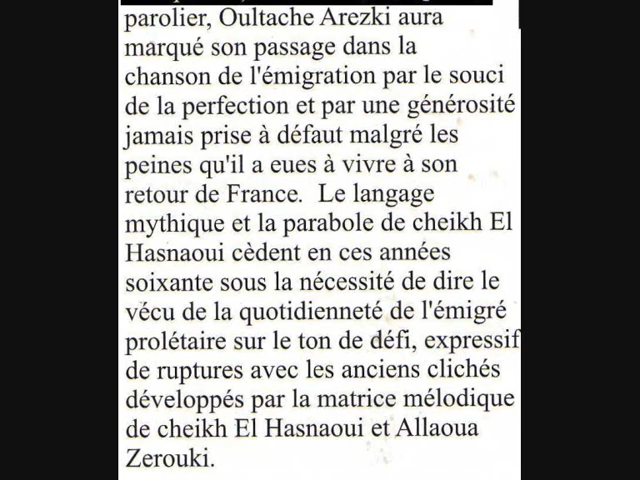 parolier, Oultache Arezki aura
marqué son passage dans la
chanson de l'émigration par le souci
de la perfection et par une générosité
jamais prise à défaut malgré les
peines qu'il a eues à vivre à son
retour de France.  Le langage
mythique et la parabole de cheikh El
Hasnaoui cèdent en ces années
soixante sous la nécessité de dire le
vécu de la quotidienneté de l'émigré
prolétaire sur le ton de défi, expressif
de ruptures avec les anciens clichés
développés par la matrice mélodique
de cheikh El Hasnaoui et Allaoua
Zerouki.